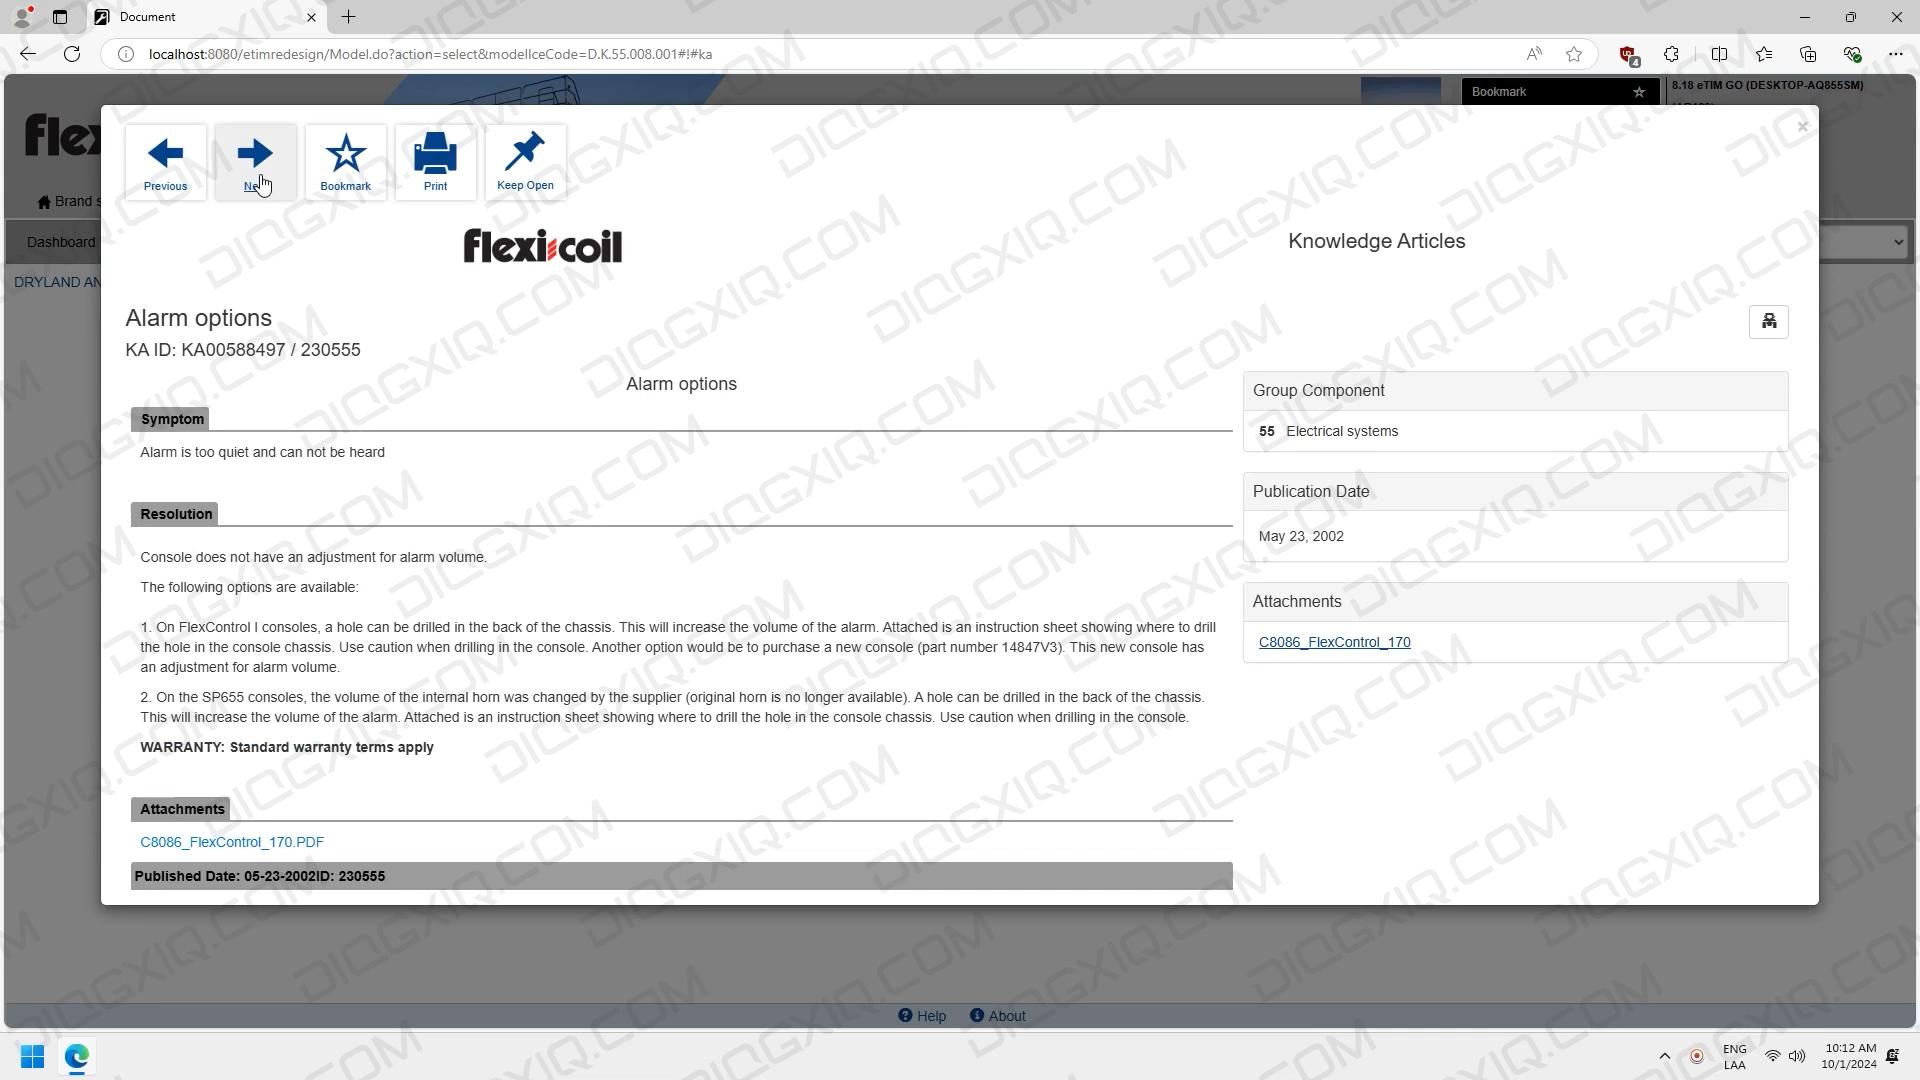 Document
localhost:8080/etimredesign/Model.do?action=select&modelIceCode=D.K.55.008.001#!#ka
Bookmark
8.18 eTIM GO (DESKTOP-AQ855SM)
flex
Previous
Bookmark
Print
Keep Open
Brand s
Dashboard
DRYLAND AN
flexi-coil
Knowledge Articles
Alarm options
KA ID: KA00588497 / 230555
Alarm options
Symptom
Alarm is too quiet and can not be heard
Resolution
Console does not have an adjustment for alarm volume.
The following options are available:
1. On FlexControl I consoles, a hole can be drilled in the back of the chassis. This will increase the volume of the alarm. Attached is an instruction sheet showing where to drill
the hole in the console chassis. Use caution when drilling in the console. Another option would be to purchase a new console (part number 14847V3). This new console has
an adjustment for alarm volume.
2. On the SP655 consoles, the volume of the internal horn was changed by the supplier (original horn is no longer available). A hole can be drilled in the back of the chassis.
This will increase the volume of the alarm. Attached is an instruction sheet showing where to drill the hole in the console chassis. Use caution when drilling in the console.
WARRANTY: Standard warranty terms apply
Attachments
C8086_FlexControl_170.PDF
Published Date: 05-23-2002ID: 230555
Group Component
55 Electrical systems
Publication Date
May 23, 2002
Attachments
C8086_FlexControl_170
Help
About
ENG
LAA
10:12 AM
10/1/2024
DIQGXIQ.COM